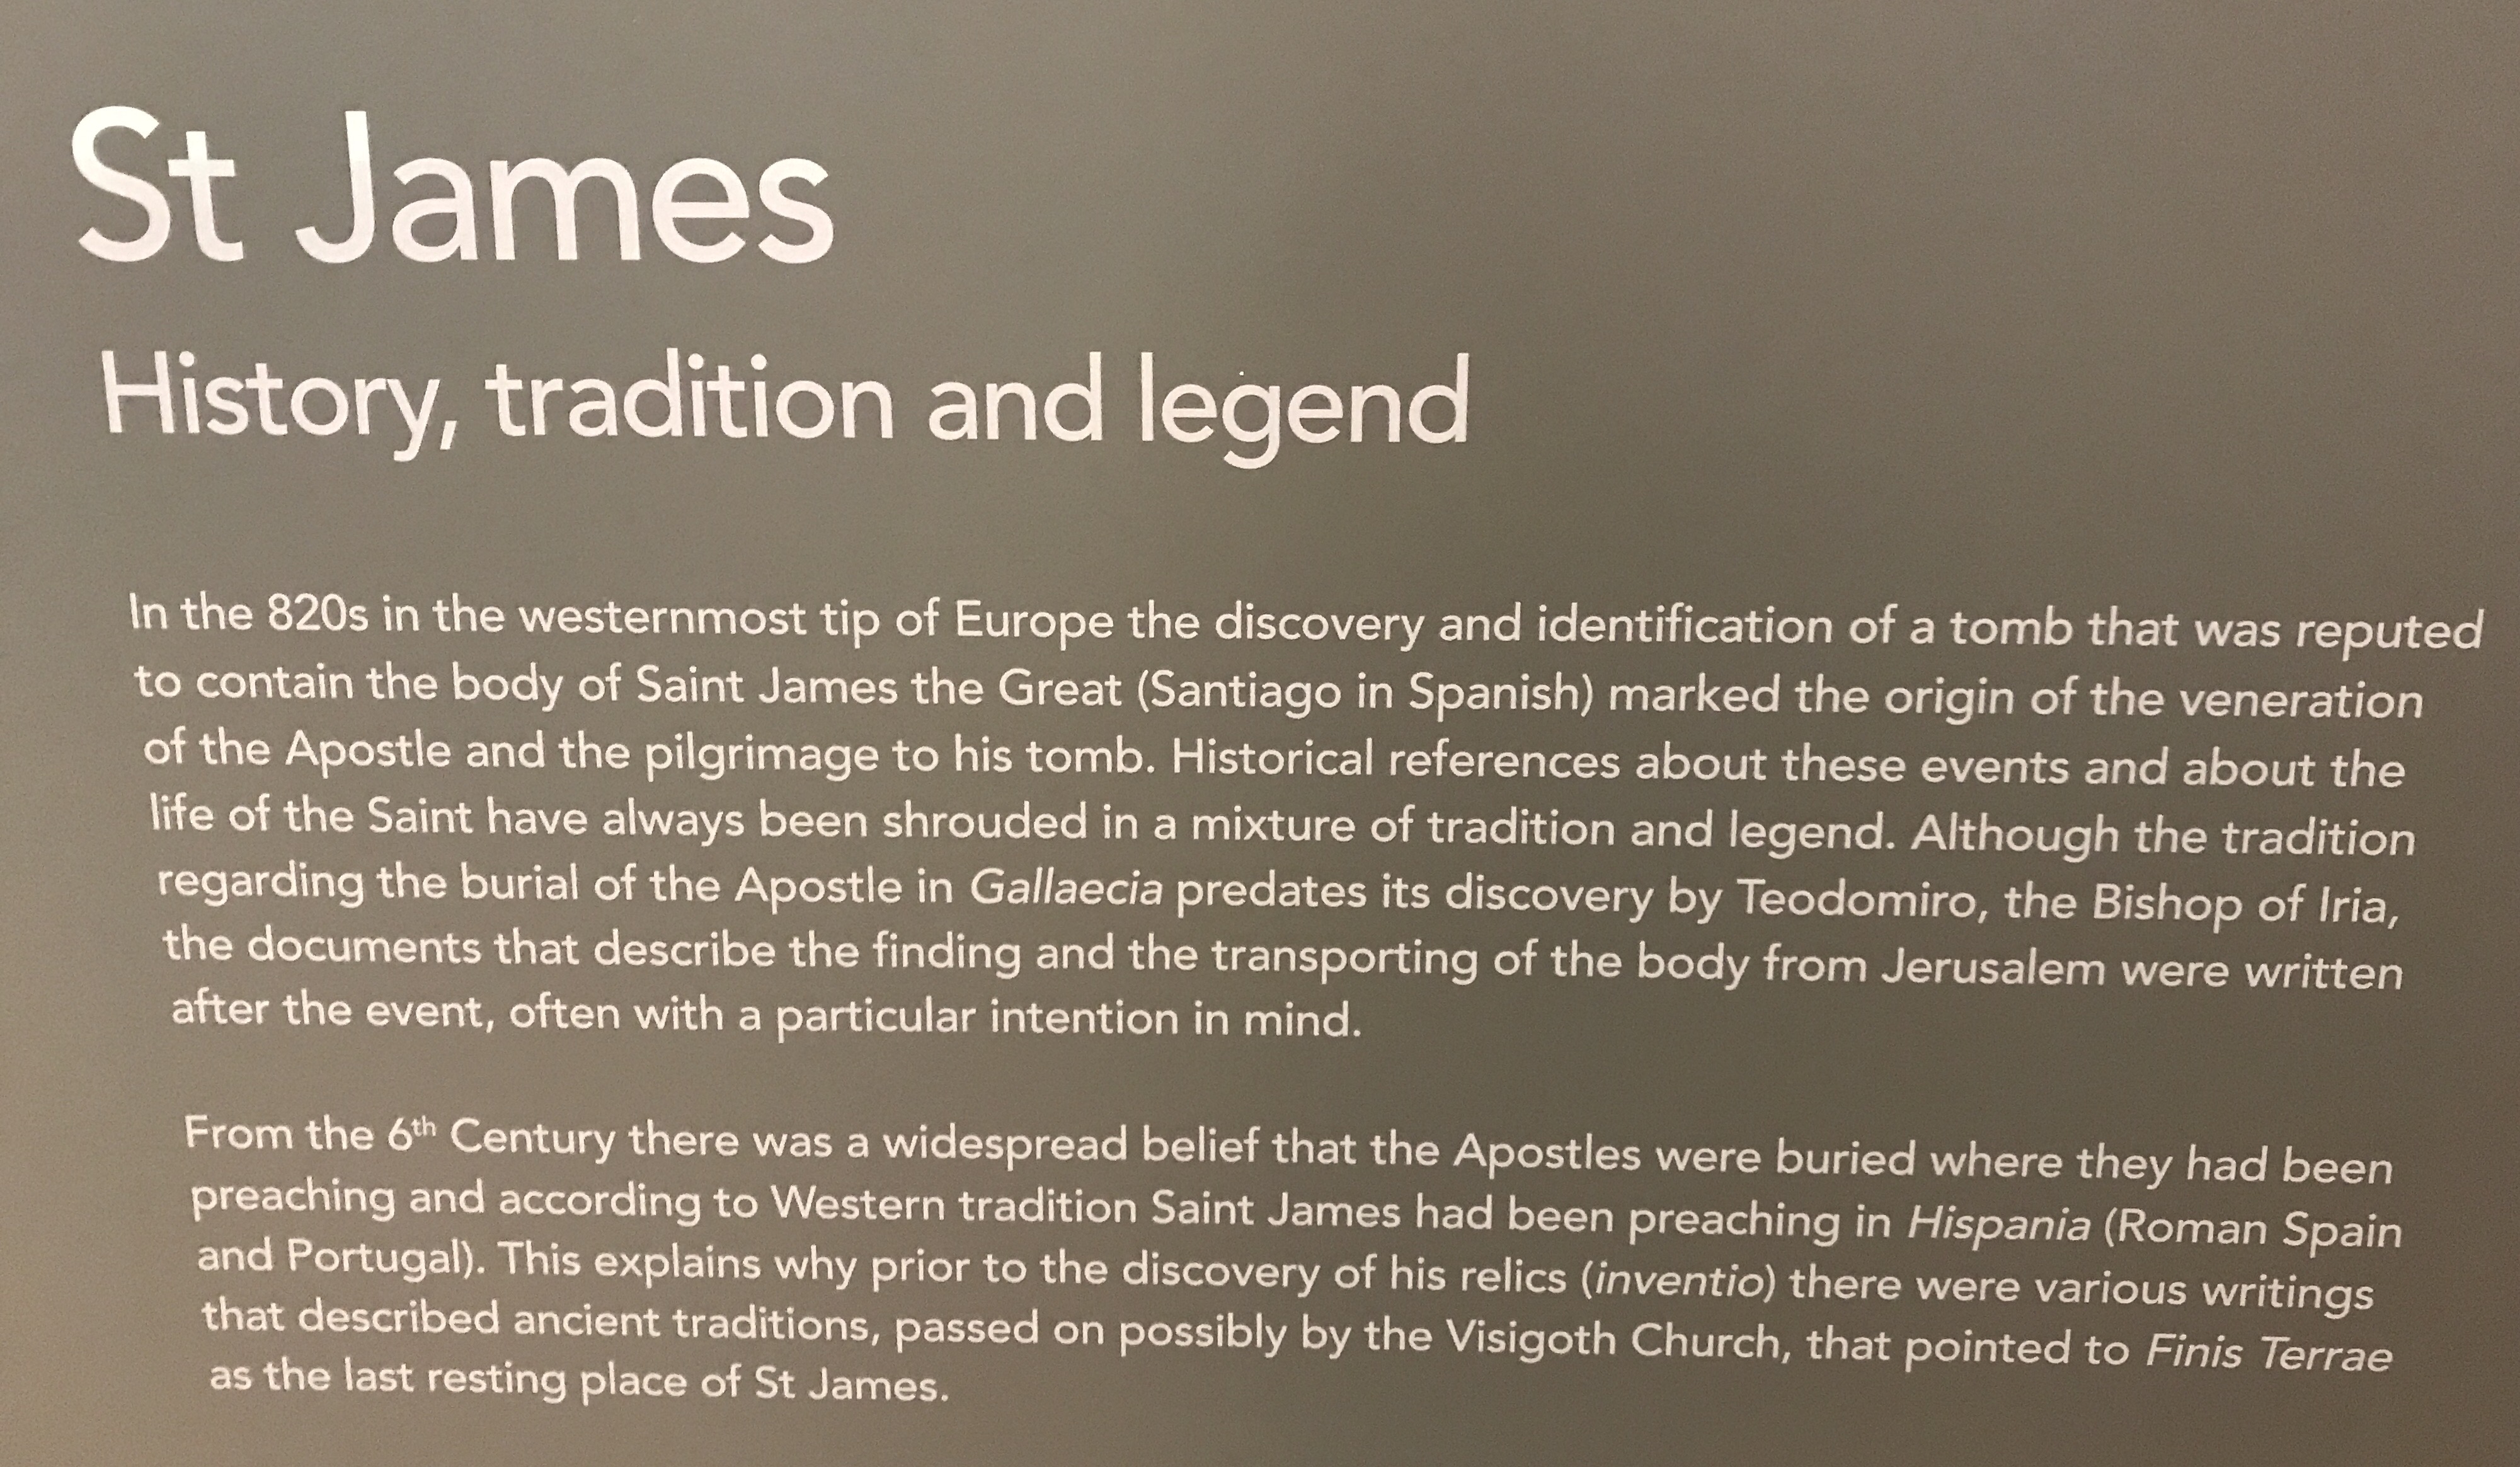 St James
History, tradition and legend
In the 820s in the westernmost tip of Europe the discovery and identification of a tomb that was reputed
to contain the body of Saint James the Great (Santiago in Spanish) marked the origin of the veneration
of the Apostle and the pilgrimage to his tomb. Historical references about these events and about the
life of the Saint have always been shrouded in a mixture of tradition and legend. Although the tradition
regarding the burial of the Apostle in Gallaecia predates its discovery by Teodomiro, the Bishop of Iria,
the documents that describe the finding and the transporting of the body from Jerusalem were written
after the event, often with a particular intention in mind.
From the 6th Century there was a widespread belief that the Apostles were buried where they had been
preaching and according to Western tradition Saint James had been preaching in Hispania (Roman Spain
and Portugal). This explains why prior to the discovery of his relics (inventio) there were various writings
that described ancient traditions, passed on possibly by the Visigoth Church, that pointed to Finis Terrae
as the last resting place of St James.